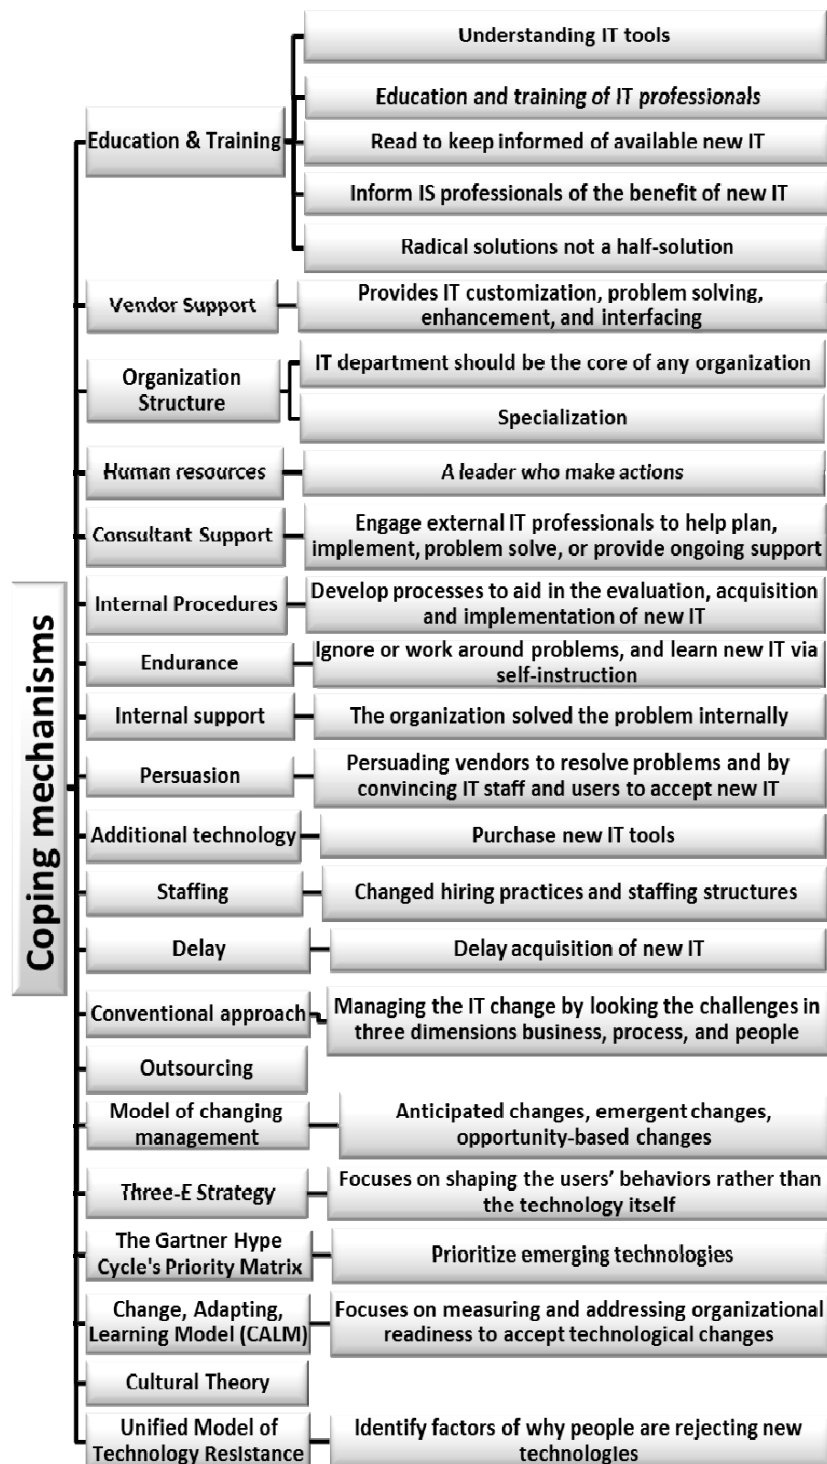 Coping mechanisms
Education & Training
Understanding IT tools
Education and training of IT professionals
Read to keep informed of available new IT
Inform IS professionals of the benefit of new IT
Radical solutions not a half-solution
Vendor Support
Provides IT customization, problem solving,
enhancement, and interfacing
Organization
Structure
IT department should be the core of any organization
Specialization
Human resources
A leader who make actions
Consultant Support
Engage external IT professionals to help plan,
implement, problem solve, or provide ongoing support
Internal Procedures
Develop processes to aid in the evaluation, acquisition
and implementation of new IT
Endurance
Ignore or work around problems, and learn new IT via
self-instruction
Internal support
The organization solved the problem internally
Persuasion
Persuading vendors to resolve problems and by
convincing IT staff and users to accept new IT
Additional technology
Purchase new IT tools
Staffing
Changed hiring practices and staffing structures
Delay
Delay acquisition of new IT
Conventional approach
Managing the IT change by looking the challenges in
three dimensions business, process, and people
Outsourcing
Model of changing
management
Anticipated changes, emergent changes,
opportunity-based changes
Three-E Strategy
Focuses on shaping the users' behaviors rather than
the technology itself
The Gartner Hype
Cycle's Priority Matrix
Prioritize emerging technologies
Change, Adapting,
Learning Model (CALM)
Focuses on measuring and addressing organizational
readiness to accept technological changes
Cultural Theory
Unified Model of
Technology Resistance
Identify factors of why people are rejecting new
technologies